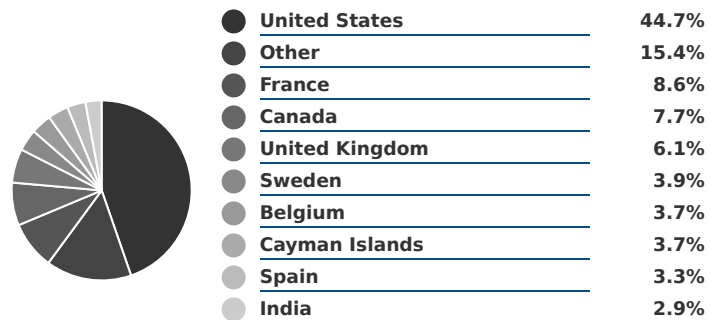 United States 44.7%
Other 15.4%
France 8.6%
Canada 7.7%
United Kingdom 6.1%
Sweden 3.9%
Belgium 3.7%
Cayman Islands 3.7%
Spain 3.3%
India 2.9%